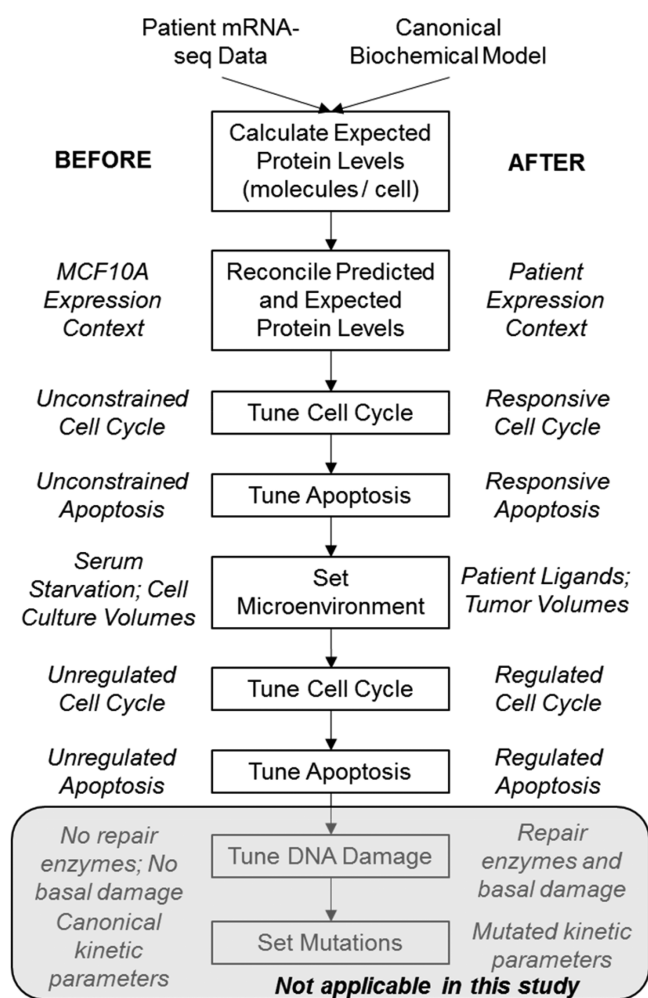 Patient mRNA-
seq Data
Canonical
Biochemical Model
BEFORE
Calculate Expected
Protein Levels
(molecules / cell)
AFTER
MCF10A
Expression
Context
Reconcile Predicted
and Expected
Protein Levels
Patient
Expression
Context
Unconstrained
Cell Cycle
Tune Cell Cycle
Responsive
Cell Cycle
Unconstrained
Apoptosis
Tune Apoptosis
Responsive
Apoptosis
Serum
Starvation; Cell
Culture Volumes
Set
Microenvironment
Patient Ligands;
Tumor Volumes
Unregulated
Cell Cycle
Tune Cell Cycle
Regulated
Cell Cycle
Unregulated
Apoptosis
Tune Apoptosis
Regulated
Apoptosis
No repair
enzymes; No
basal damage
Tune DNA Damage
Repair
enzymes and
basal damage
Canonical
kinetic
parameters
Set Mutations
Mutated kinetic
parameters
Not applicable in this study